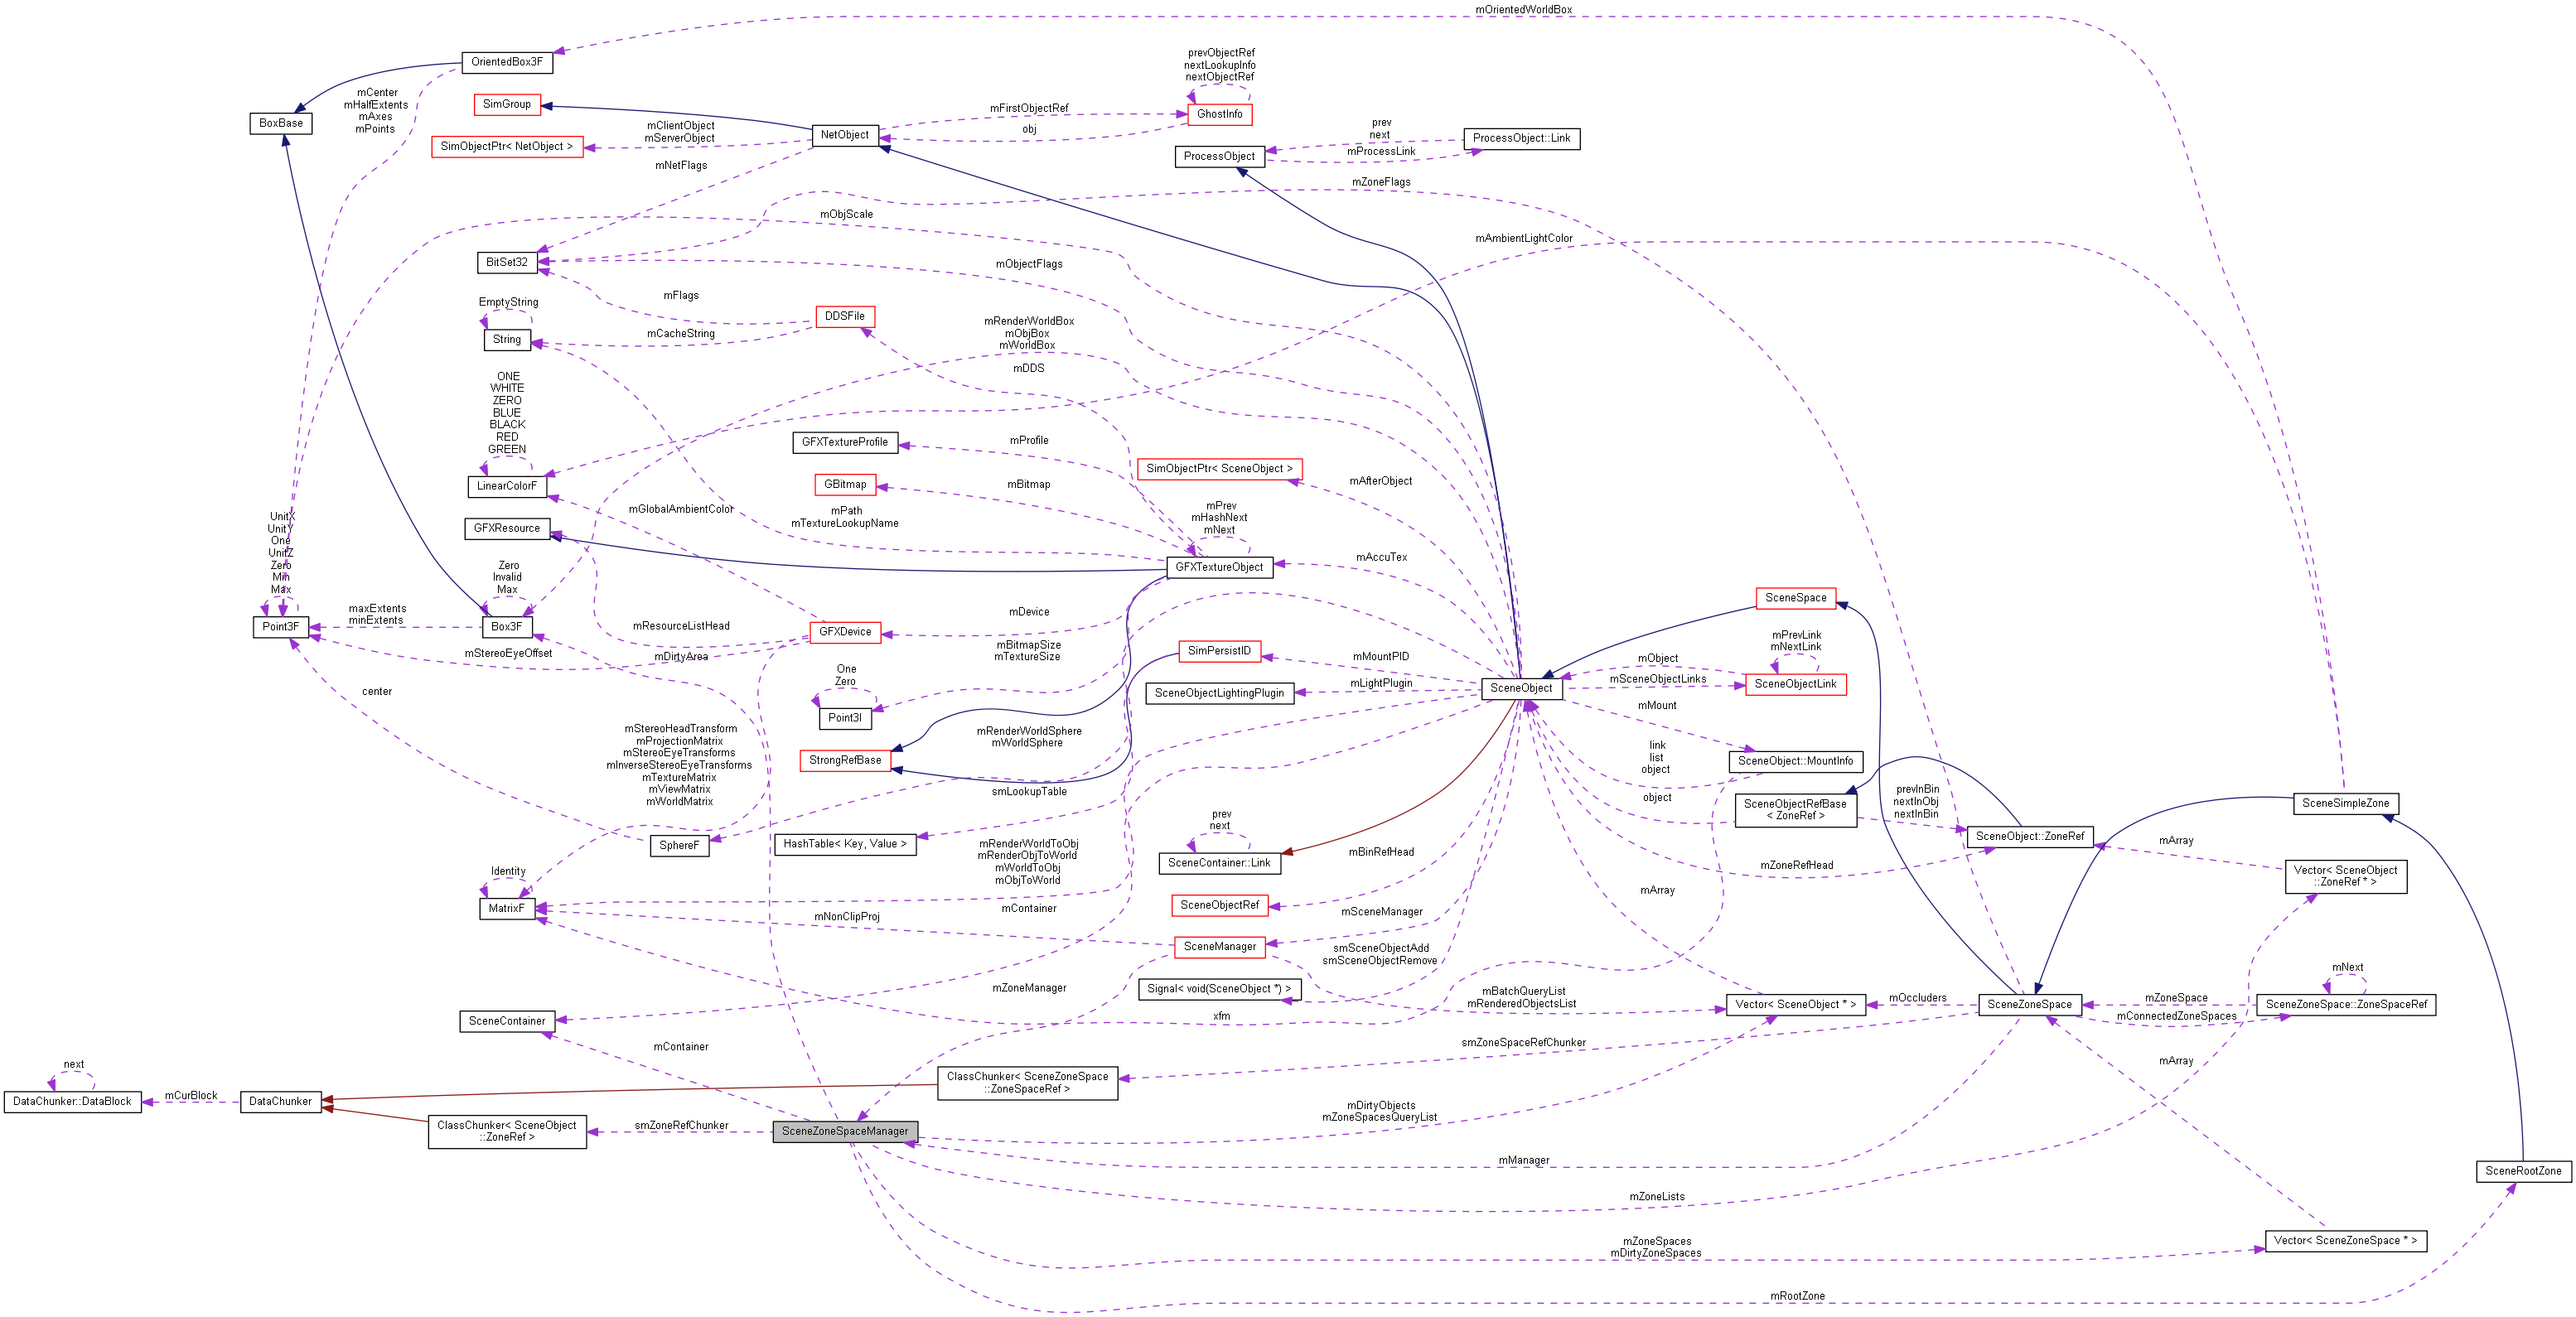 mOrientedWorldBox
OrientedBox3F
prevObjectRef
nextLookupInfo
nextObjectRef
mCenter
mHalfExtents
mAxes
mPoints
SimGroup
mFirstObjectRef
GhostInfo
BoxBase
mClientObject
mServerObject
NetObject
obj
prev
next
ProcessObject::Link
SimObjectPtr< NetObject >
mProcessLink
ProcessObject
mNetFlags
mZoneFlags
mObjScale
mAmbientLightColor
BitSet32
mObjectFlags
EmptyString
mFlags
DDSFile
mCacheString
String
mRenderWorldBox
mObjBox
mWorldBox
mDDS
ONE
WHITE
ZERO
BLUE
BLACK
RED
GREEN
GFXTextureProfile
mProfile
SimObjectPtr< SceneObject >
LinearColorF
GBitmap
mBitmap
mAfterObject
mGlobalAmbientColor
mPath
mTextureLookupName
mPrev
mHashNext
mNext
GFXResource
UnitX
UnitY
One
UnitZ
Zero
Min
Max
Zero
Invalid
Max
mAccuTex
GFXTextureObject
SceneSpace
maxExtents
minExtents
Point3F
Box3F
mResourceListHead
GFXDevice
mDevice
mStereoEyeOffset
mDirtyArea
mBitmapSize
mTextureSize
SimPersistID
mMountPID
mPrevLink
mNextLink
mObject
SceneObjectLink
One
Zero
center
SceneObjectLightingPlugin
mLightPlugin
SceneObject
mSceneObjectLinks
mMount
Point3I
mStereoHeadTransform
mProjectionMatrix
mStereoEyeTransforms
mInverseStereoEyeTransforms
mTextureMatrix
mViewMatrix
mWorldMatrix
mRenderWorldSphere
mWorldSphere
StrongRefBase
link
list
object
SceneObject::MountInfo
smLookupTable
object
SceneObjectRefBase
< ZoneRef >
prevInBin
nextInObj
nextInBin
SceneSimpleZone
SphereF
HashTable< Key, Value >
prev
next
SceneContainer::Link
mBinRefHead
mZoneRefHead
SceneObject::ZoneRef
mArray
Vector< SceneObject
::ZoneRef * >
Identity
mRenderWorldToObj
mRenderObjToWorld
mWorldToObj
mObjToWorld
MatrixF
mNonClipProj
mContainer
SceneObjectRef
mSceneManager
mArray
SceneManager
smSceneObjectAdd
smSceneObjectRemove
mNext
mZoneManager
Signal< void(SceneObject *) >
mBatchQueryList
mRenderedObjectsList
Vector< SceneObject * >
mOccluders
SceneZoneSpace
mZoneSpace
SceneZoneSpace::ZoneSpaceRef
mConnectedZoneSpaces
SceneContainer
xfm
mContainer
smZoneSpaceRefChunker
mArray
next
DataChunker::DataBlock
mCurBlock
DataChunker
ClassChunker< SceneZoneSpace
::ZoneSpaceRef >
ClassChunker< SceneObject
::ZoneRef >
smZoneRefChunker
SceneZoneSpaceManager
mDirtyObjects
mZoneSpacesQueryList
mManager
SceneRootZone
mZoneLists
mZoneSpaces
mDirtyZoneSpaces
Vector< SceneZoneSpace * >
mRootZone